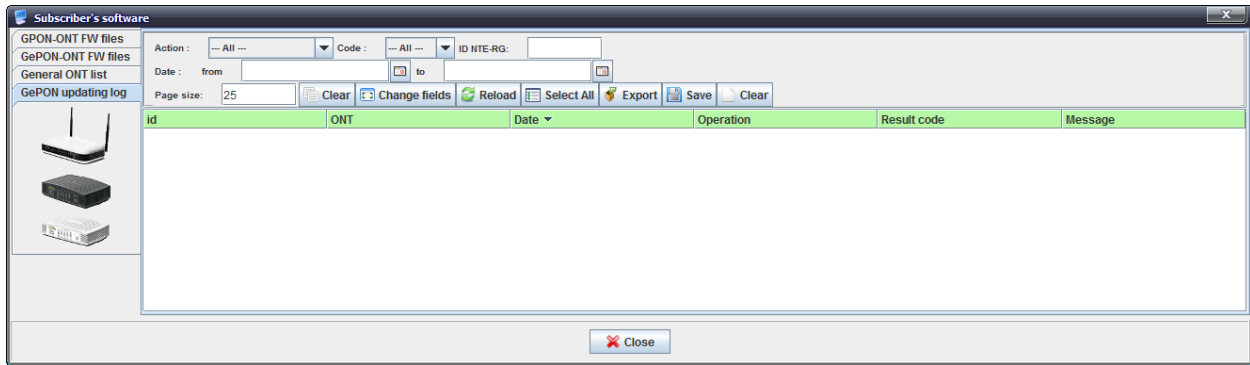 Subscriber's software
x
GPON-ONT FW files
GePON-ONT FW files
General ONT list
GePON updating log
Action : --- All --- Code : --- All --- ID NTE-RG:
Date : from to
Page size: 25 Clear Change fields Reload Select All Export Save Clear
id ONT Date Operation Result code Message
Close